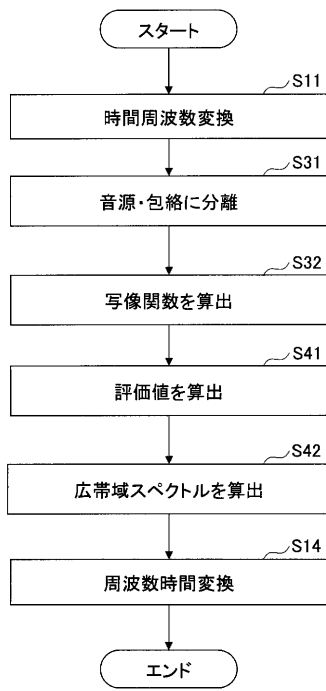 スタート
S11
時間周波数変換
S31
音源・包絡に分離
S32
写像関数を算出
S41
評価値を算出
S42
広帯域スペクトルを算出
S14
周波数時間変換
エンド